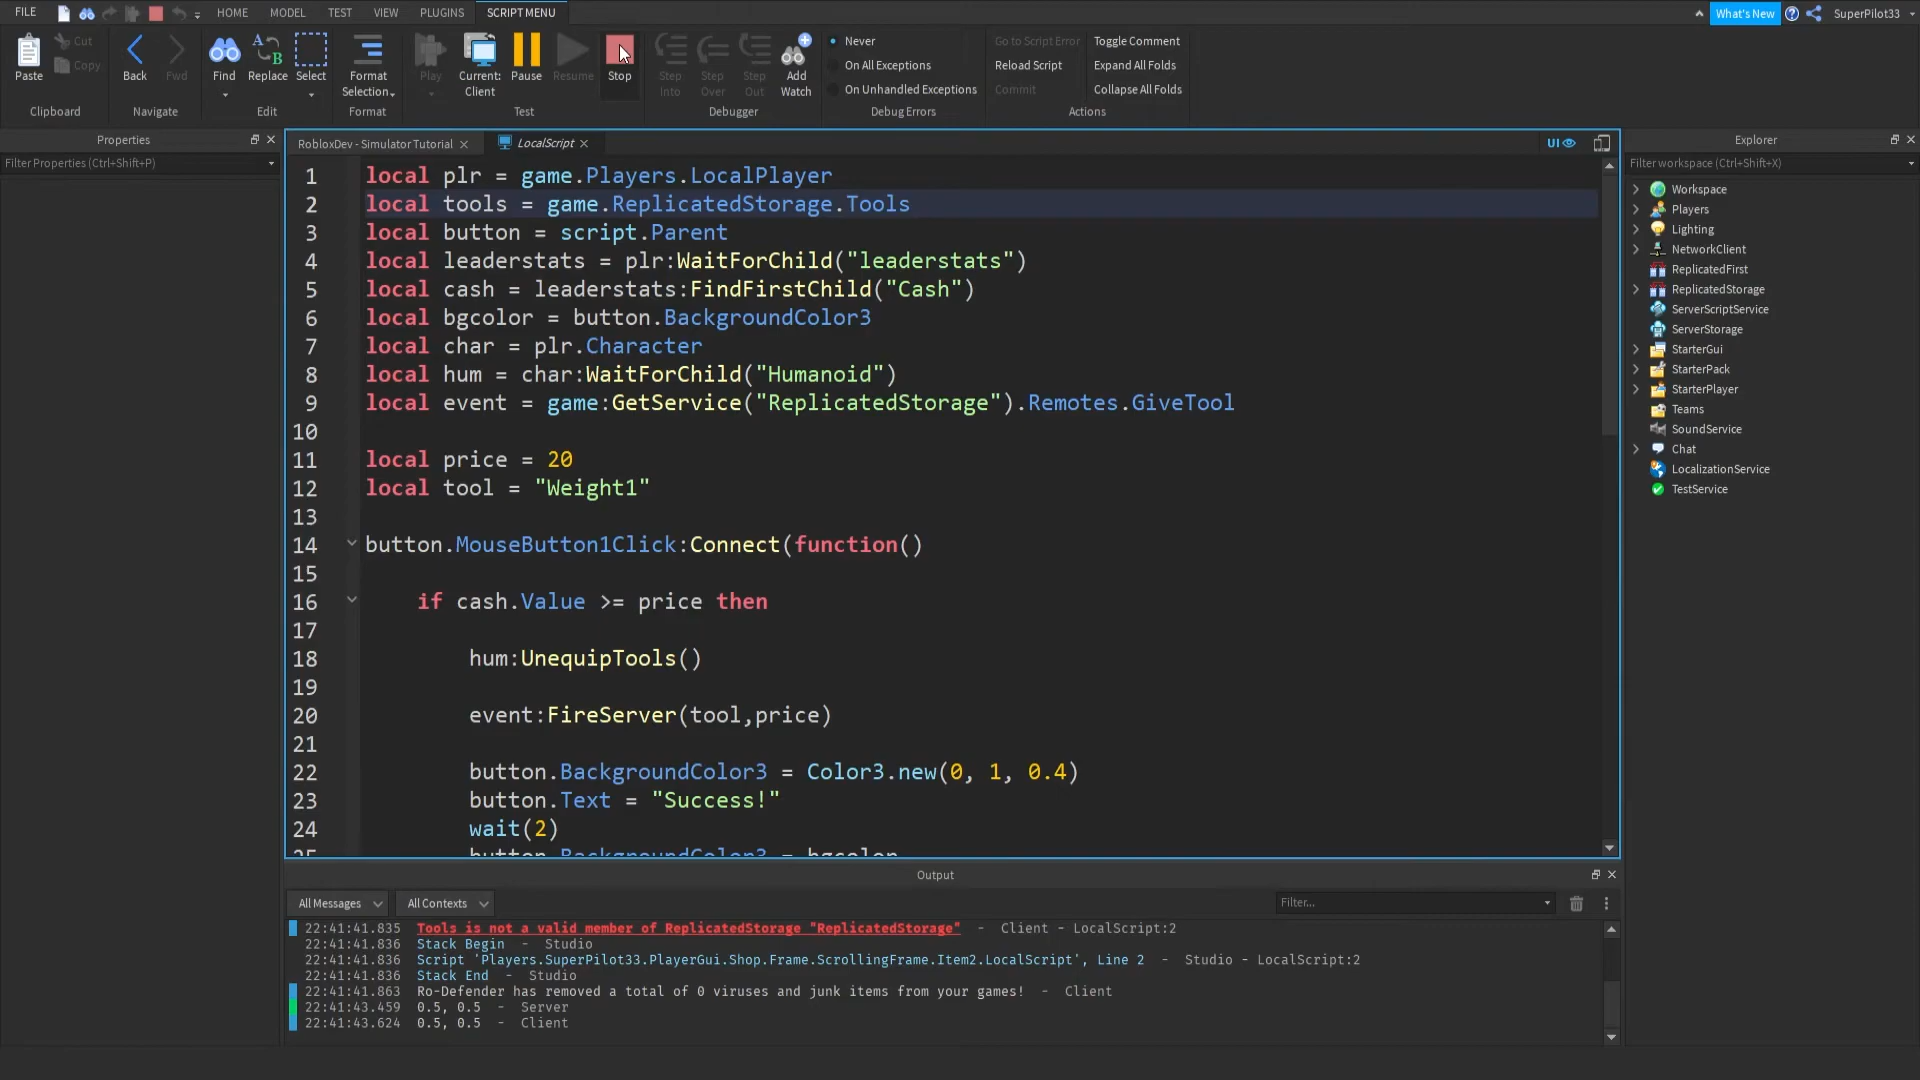 FILE
HOME
MODEL
TEST
VIEW
PLUGINS
SCRIPT MENU
What's New
SuperPilot33
Paste
Cut
Copy
Clipboard
Back
Fwd
Navigate
Find
Replace
Select
Edit
Format
Selection
Format
Play
Current:
Client
Pause
Resume
Stop
Test
Step
Into
Step
Over
Step
Out
Add
Watch
Debugger
Never
On All Exceptions
On Unhandled Exceptions
Debug Errors
Go to Script Error
Reload Script
Commit
Toggle Comment
Expand All Folds
Collapse All Folds
Actions
Properties
Filter Properties (Ctrl+Shift+P)
RobloxDev - Simulator Tutorial
LocalScript
UI
1 local plr = game.Players.LocalPlayer
2 local tools = game.ReplicatedStorage.Tools
3 local button = script.Parent
4 local leaderstats = plr:WaitForChild("leaderstats")
5 local cash = leaderstats:FindFirstChild("Cash")
6 local bgcolor = button.BackgroundColor3
7 local char = plr.Character
8 local hum = char:WaitForChild("Humanoid")
9 local event = game:GetService("ReplicatedStorage").Remotes.GiveTool
10
11 local price = 20
12 local tool = "Weight1"
13
14 button.MouseButton1Click:Connect(function()
15
16 if cash.Value >= price then
17
18 hum:UnequipTools()
19
20 event:FireServer(tool,price)
21
22 button.BackgroundColor3 = Color3.new(0, 1, 0.4)
23 button.Text = "Success!"
24 wait(2)
25 button.BackgroundColor3 = bgcolor
Explorer
Filter workspace (Ctrl+Shift+X)
Workspace
Players
Lighting
NetworkClient
ReplicatedFirst
ReplicatedStorage
ServerScriptService
ServerStorage
StarterGui
StarterPack
StarterPlayer
Teams
SoundService
Chat
LocalizationService
TestService
Output
All Messages
All Contexts
Filter...
22:41:41.835 Tools is not a valid member of ReplicatedStorage "ReplicatedStorage" - Client - LocalScript:2
22:41:41.836 Stack Begin - Studio
22:41:41.836 Script 'Players.SuperPilot33.PlayerGui.Shop.Frame.ScrollingFrame.Item2.LocalScript', Line 2 - Studio - LocalScript:2
22:41:41.836 Stack End - Studio
22:41:41.863 Ro-Defender has removed a total of 0 viruses and junk items from your games! - Client
22:41:43.459 0.5, 0.5 - Server
22:41:43.624 0.5, 0.5 - Client